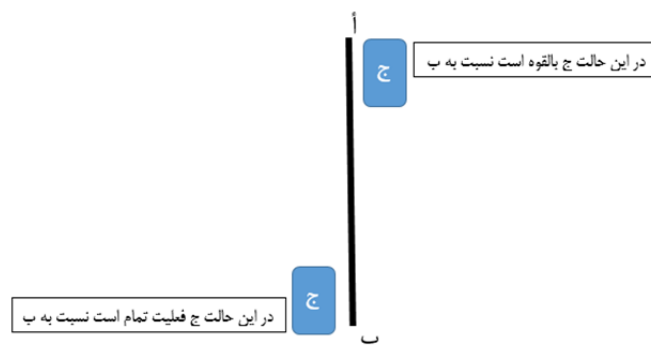 أ
ج
در این حالت ج بالقوه است نسبت به ب
ج
در این حالت ج فعلیت تمام است نسبت به ب
ب